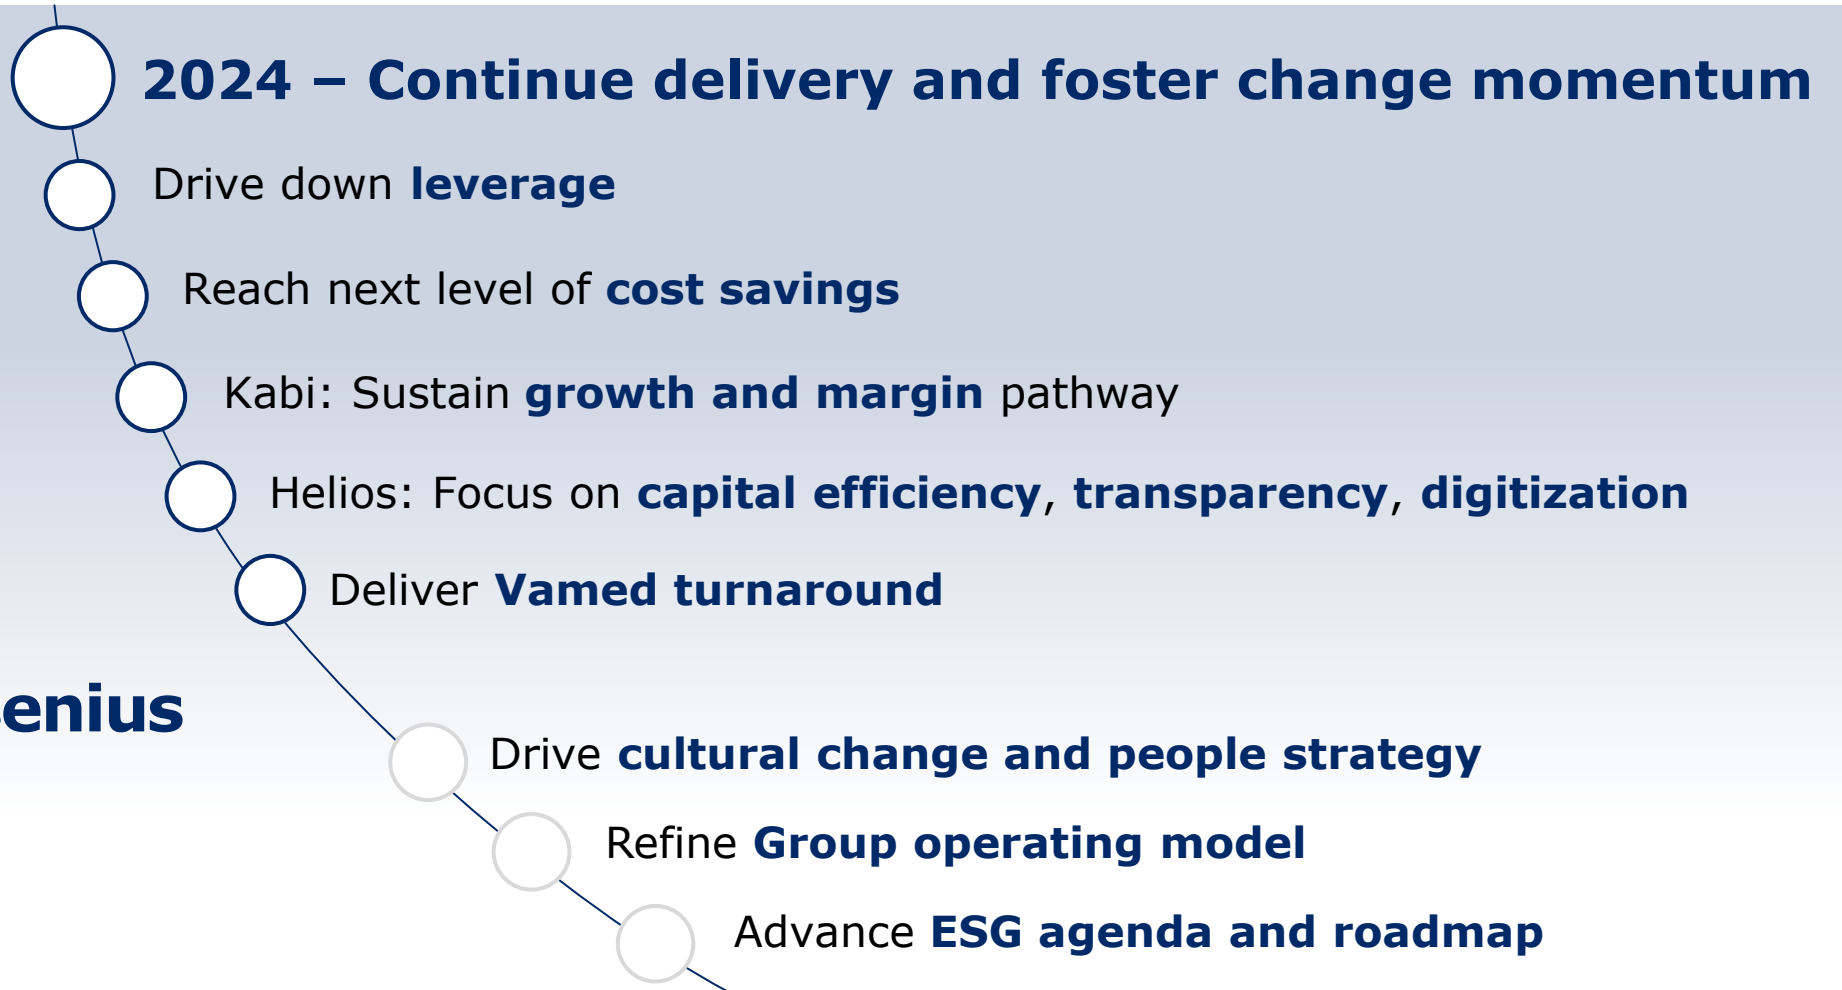 2024 – Continue delivery and foster change momentum
Drive down leverage
Reach next level of cost savings
Kabi: Sustain growth and margin pathway
Helios: Focus on capital efficiency, transparency, digitization
Deliver Vamed turnaround
enius
Drive cultural change and people strategy
Refine Group operating model
Advance ESG agenda and roadmap